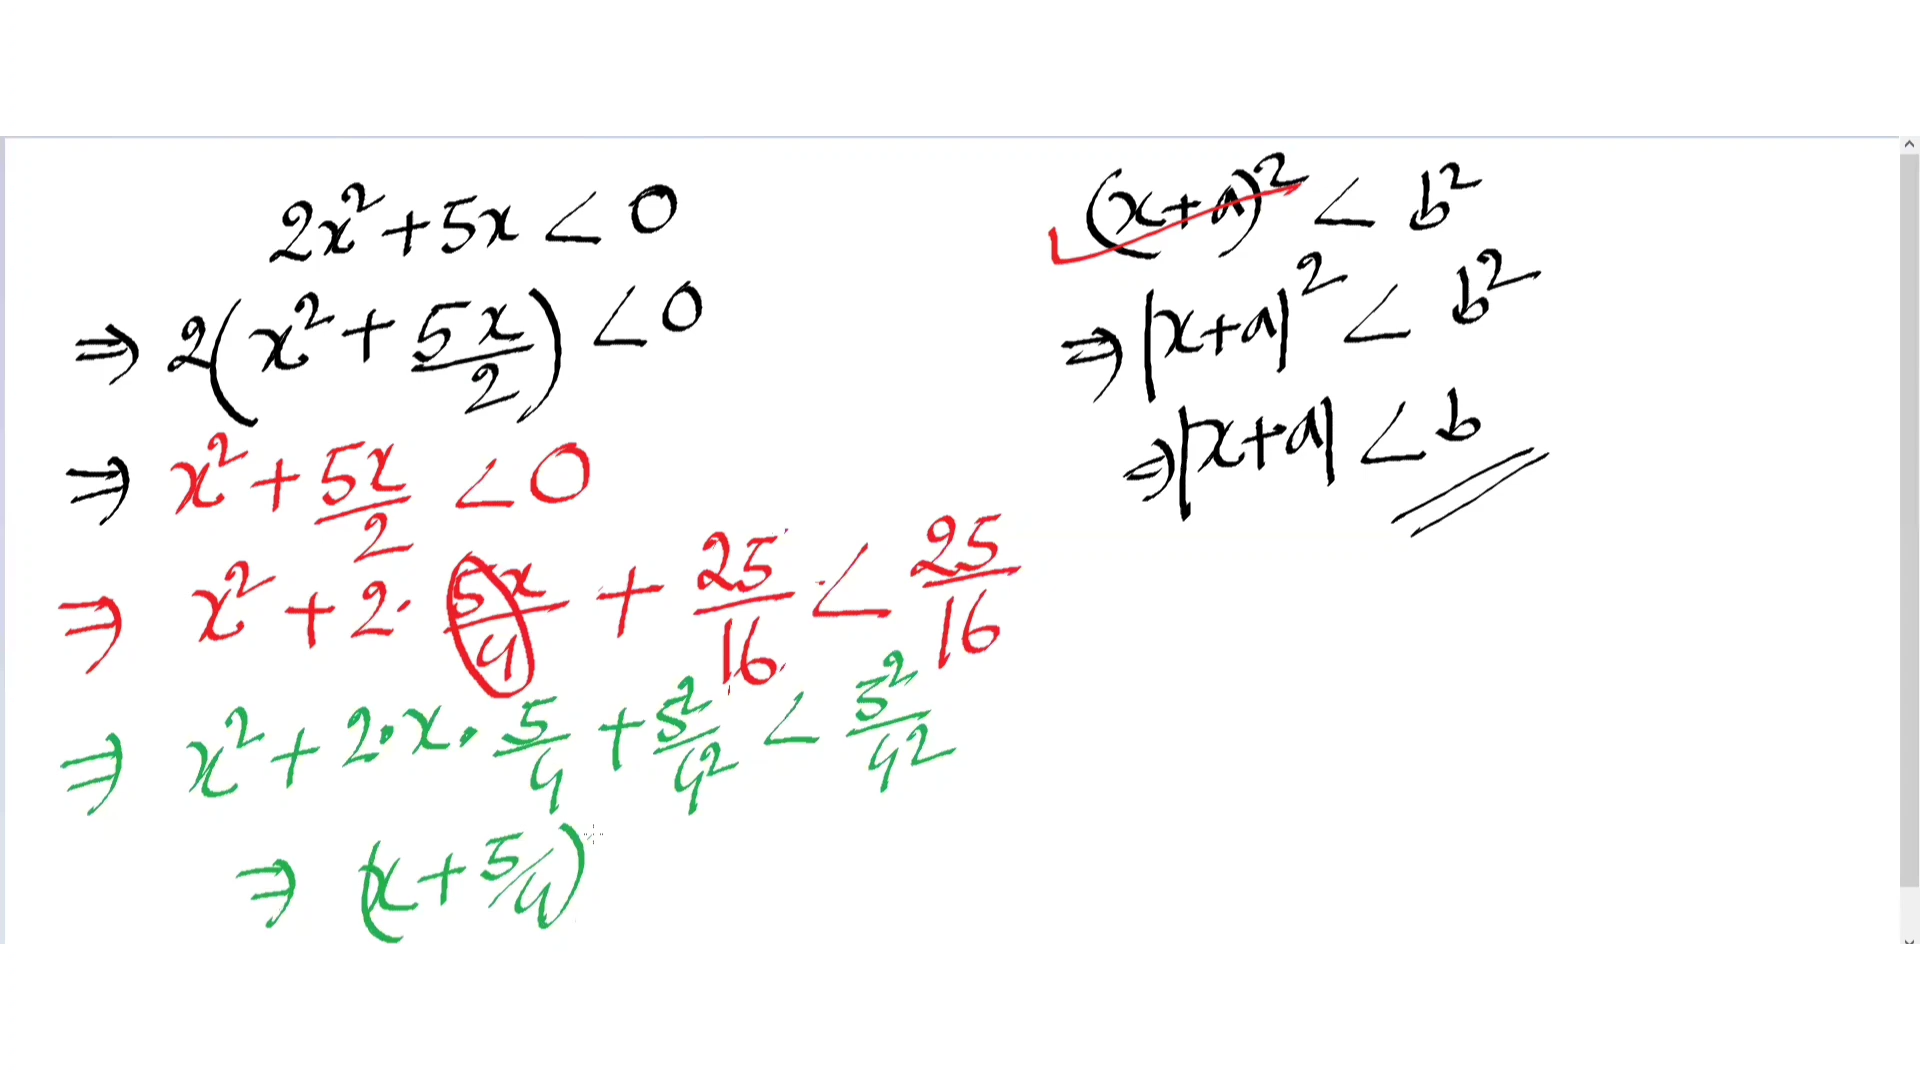 2x² + 5x < 0
⇒ 2(x² + 5x/2) < 0
⇒ x² + 5x/2 < 0
⇒ x² + 2· 5x/4 + 25/16 < 25/16
⇒ x² + 2·x· 5/4 + 5²/4² < 5²/4²
⇒ (x + 5/4)
(x+a)² < b²
⇒ |x+a|² < b²
⇒ |x+a| < b